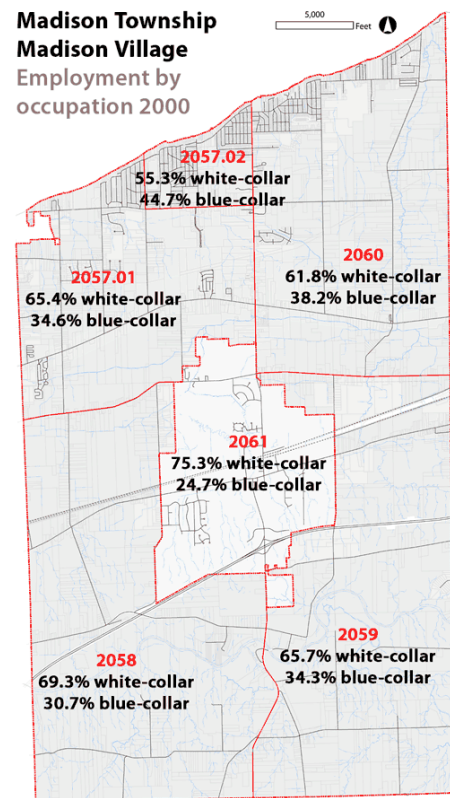 Madison Township
Madison Village
Employment by
occupation 2000
5,000
Feet
2057.02
55.3% white-collar
44.7% blue-collar
2060
61.8% white-collar
38.2% blue-collar
2057.01
65.4% white-collar
34.6% blue-collar
2061
75.3% white-collar
24.7% blue-collar
2059
65.7% white-collar
34.3% blue-collar
2058
69.3% white-collar
30.7% blue-collar